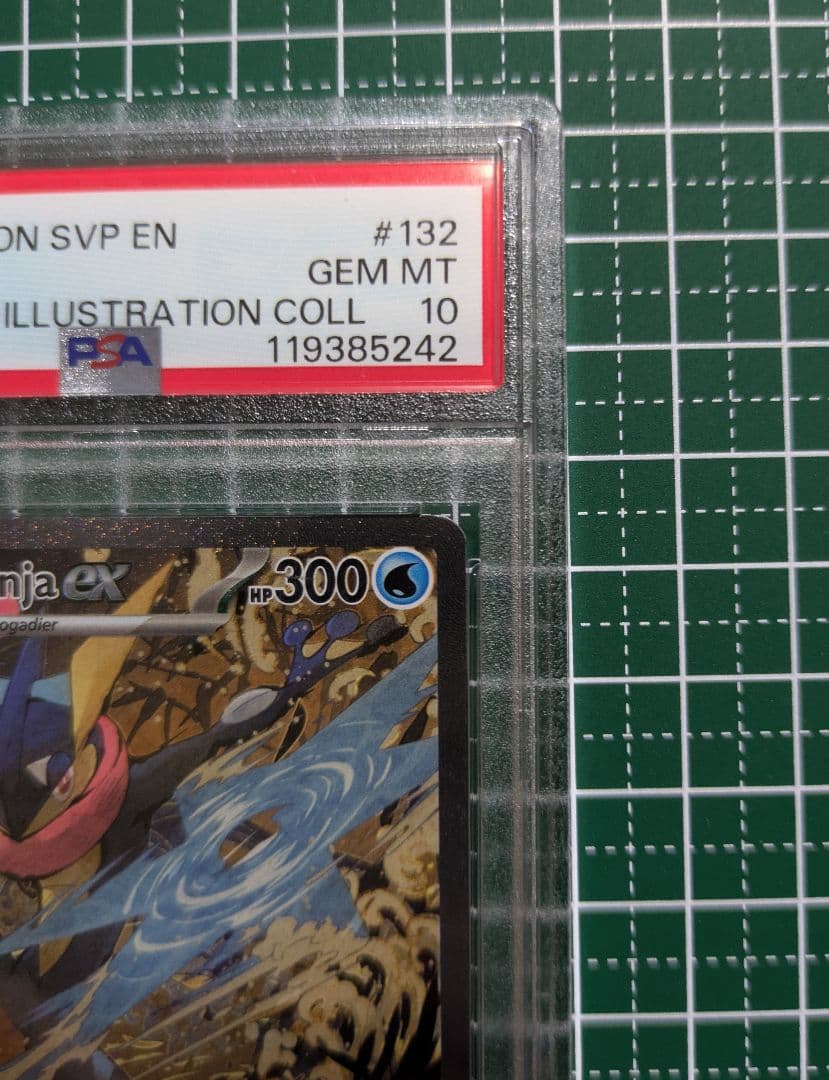 ON SVP EN #132
GEM MT
ILLUSTRATION COLL 10
PSA 119385242
nja ex HP 300
ogadier